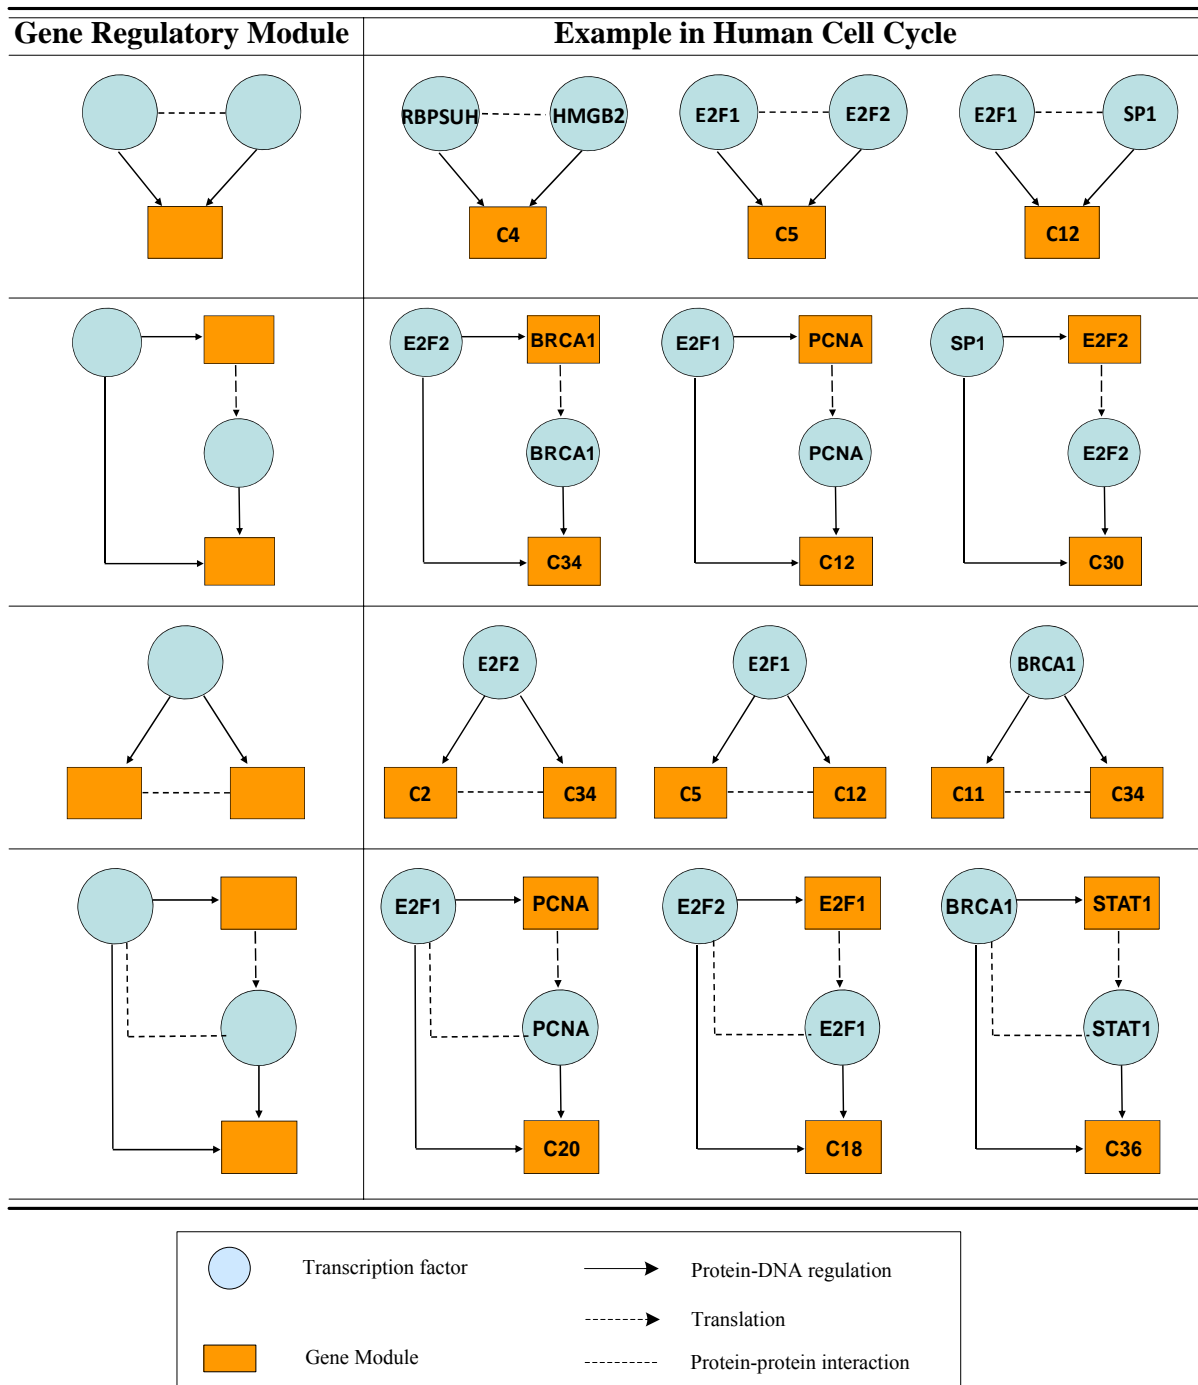 Gene Regulatory Module Example in Human Cell Cycle
RBPSUH HMGB2 E2F1 E2F2 E2F1 SP1
C4 C5 C12
E2F2 BRCA1 E2F1 PCNA SP1 E2F2
BRCA1 PCNA E2F2
C34 C12 C30
E2F2 E2F1 BRCA1
C2 C34 C5 C12 C11 C34
E2F1 PCNA E2F2 E2F1 BRCA1 STAT1
PCNA E2F1 STAT1
C20 C18 C36
Transcription factor Protein-DNA regulation
Translation
Gene Module Protein-protein interaction